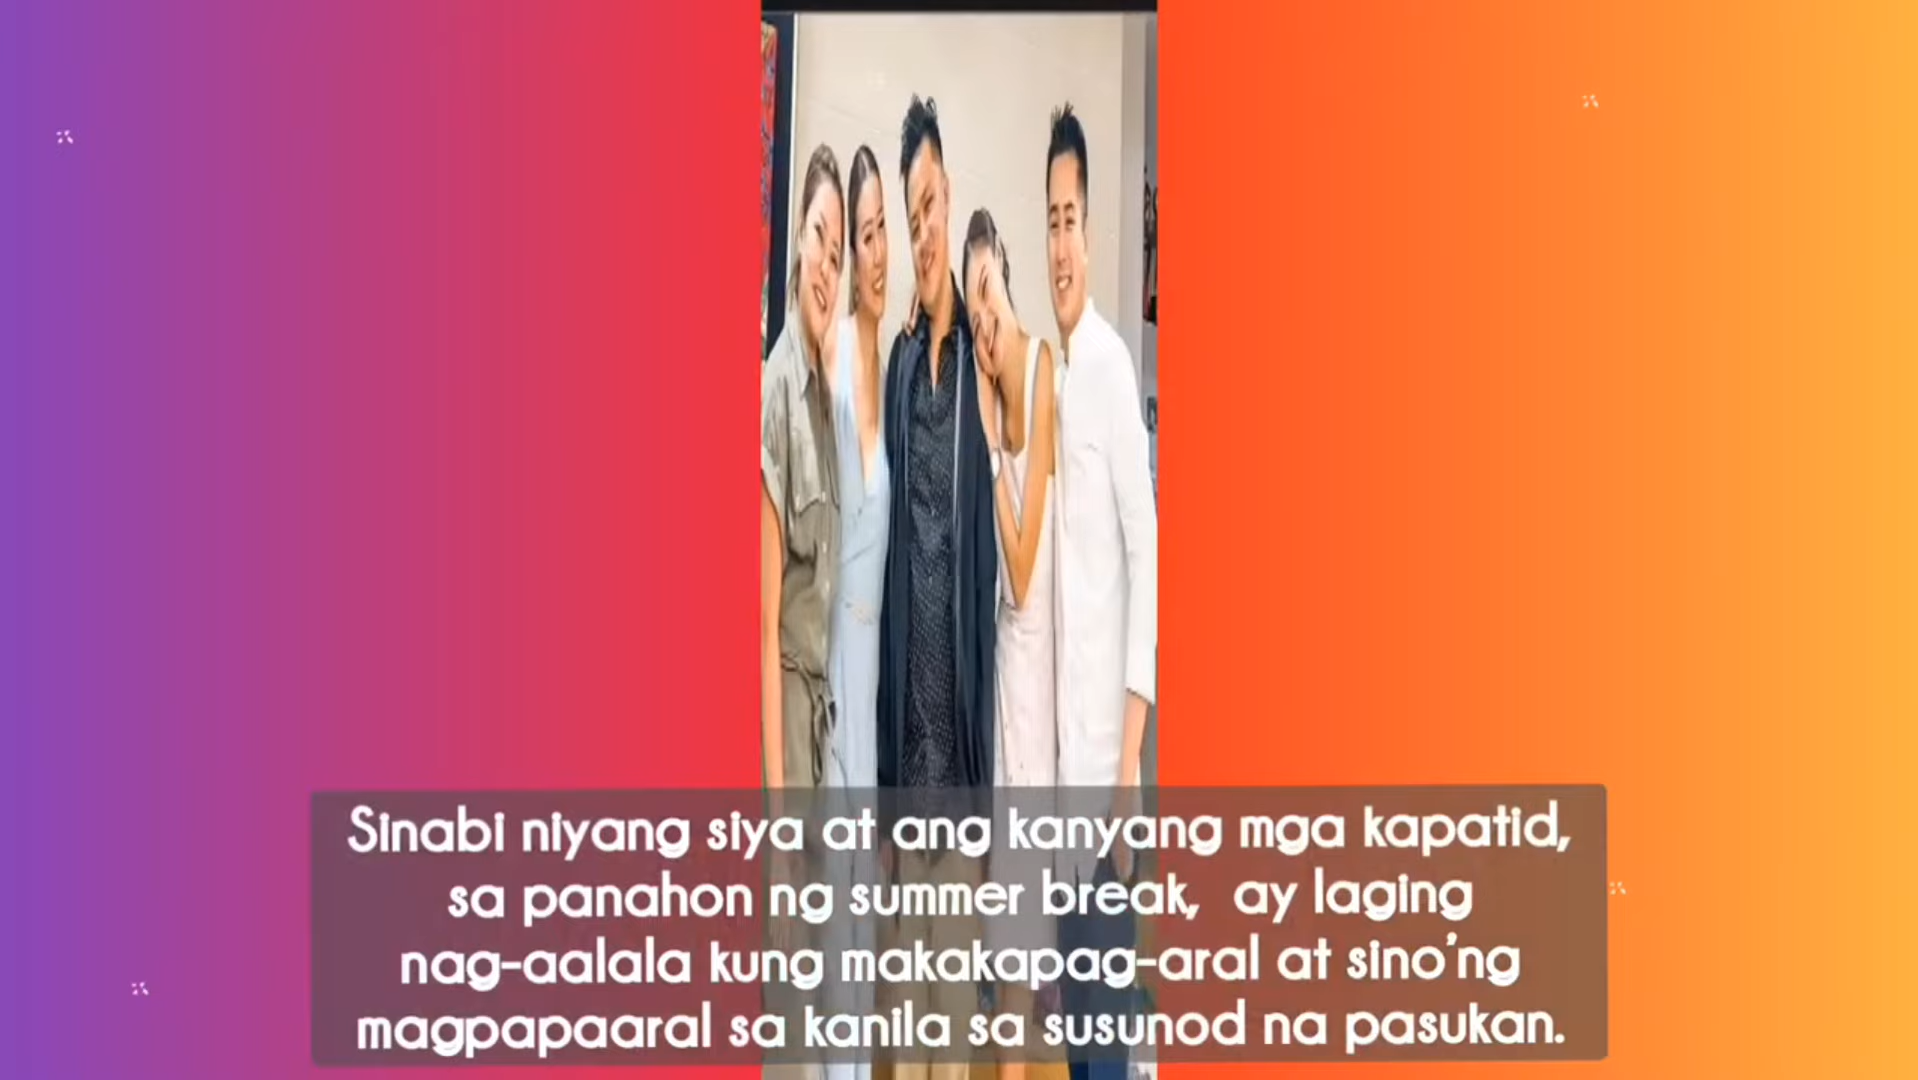 Sinabi niyang siya at ang kanyang mga kapatid,
sa panahon ng summer break, ay laging
nag-aalala kung makakapag-aral at sino'ng
magpapaaral sa kanila sa susunod na pasukan.